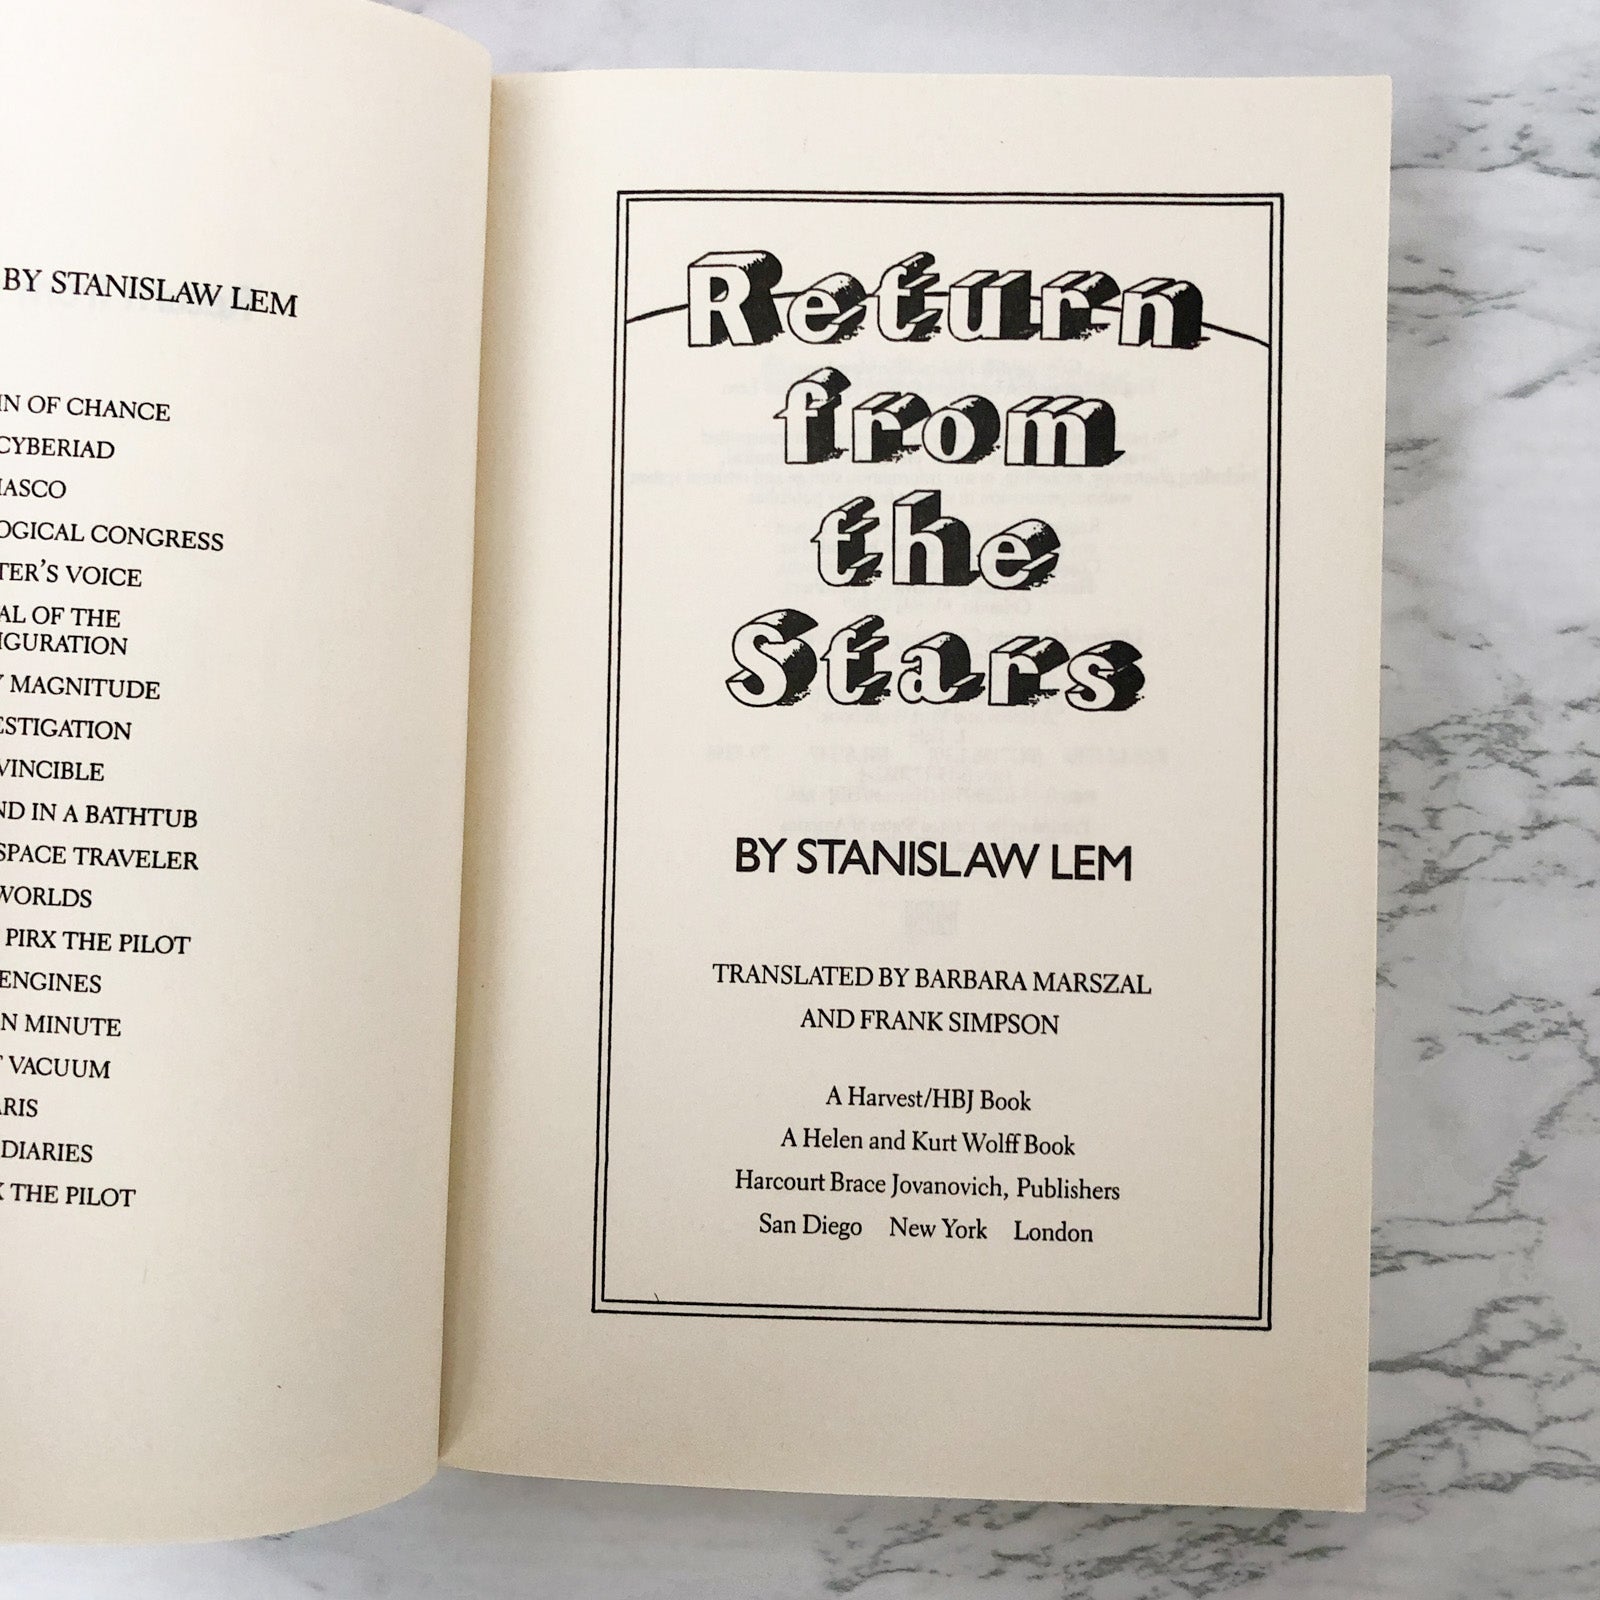 BY STANISLAW LEM
IN OF CHANCE
CYBERIAD
IASCO
OGICAL CONGRESS
TER'S VOICE
AL OF THE
IGURATION
Y MAGNITUDE
ESTIGATION
VINCIBLE
ND IN A BATHTUB
SPACE TRAVELER
WORLDS
PIRX THE PILOT
ENGINES
N MINUTE
T VACUUM
ARIS
DIARIES
X THE PILOT
Return
from
the
Stars
BY STANISLAW LEM
TRANSLATED BY BARBARA MARSZAL
AND FRANK SIMPSON
A Harvest/HBJ Book
A Helen and Kurt Wolff Book
Harcourt Brace Jovanovich, Publishers
San Diego New York London